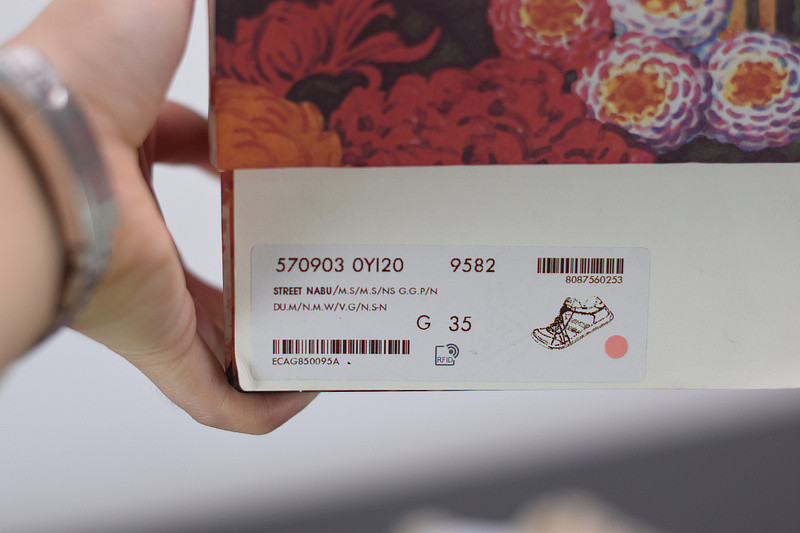 570903 0YI20 9582
8087560253
STREET NABU/M.S/M.S/NS G.G.P/N
DU.M/N.M.W/V.G/N.S-N
G 35
ECAG850095A
RFID